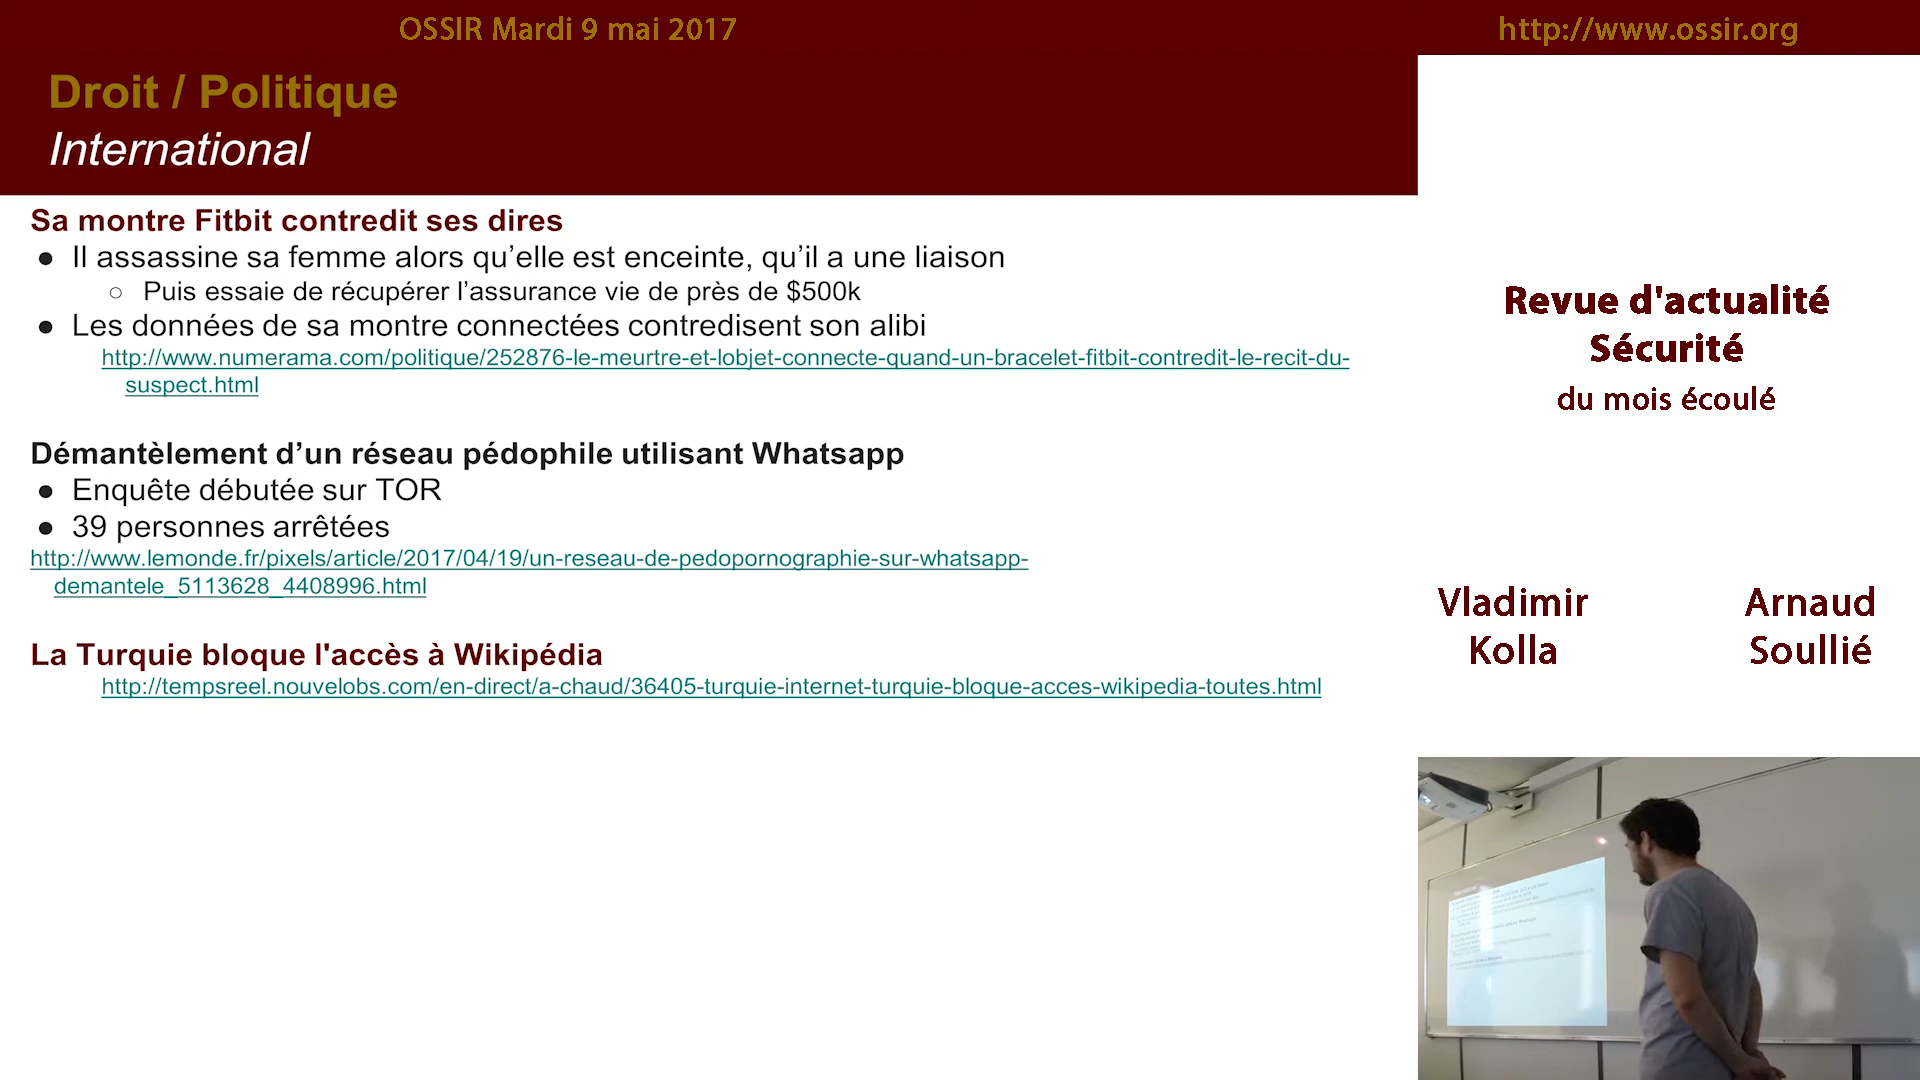 OSSIR Mardi 9 mai 2017
http://www.ossir.org
Droit / Politique
International
Sa montre Fitbit contredit ses dires
● Il assassine sa femme alors qu’elle est enceinte, qu’il a une liaison
○ Puis essaie de récupérer l’assurance vie de près de $500k
● Les données de sa montre connectées contredisent son alibi
http://www.numerama.com/politique/252876-le-meurtre-et-lobjet-connecte-quand-un-bracelet-fitbit-contredit-le-recit-du-
suspect.html
Démantèlement d’un réseau pédophile utilisant Whatsapp
● Enquête débutée sur TOR
● 39 personnes arrêtées
http://www.lemonde.fr/pixels/article/2017/04/19/un-reseau-de-pedopornographie-sur-whatsapp-
demantele_5113628_4408996.html
La Turquie bloque l'accès à Wikipédia
http://tempsreel.nouvelobs.com/en-direct/a-chaud/36405-turquie-internet-turquie-bloque-acces-wikipedia-toutes.html
Revue d'actualité
Sécurité
du mois écoulé
Vladimir
Kolla
Arnaud
Soullié